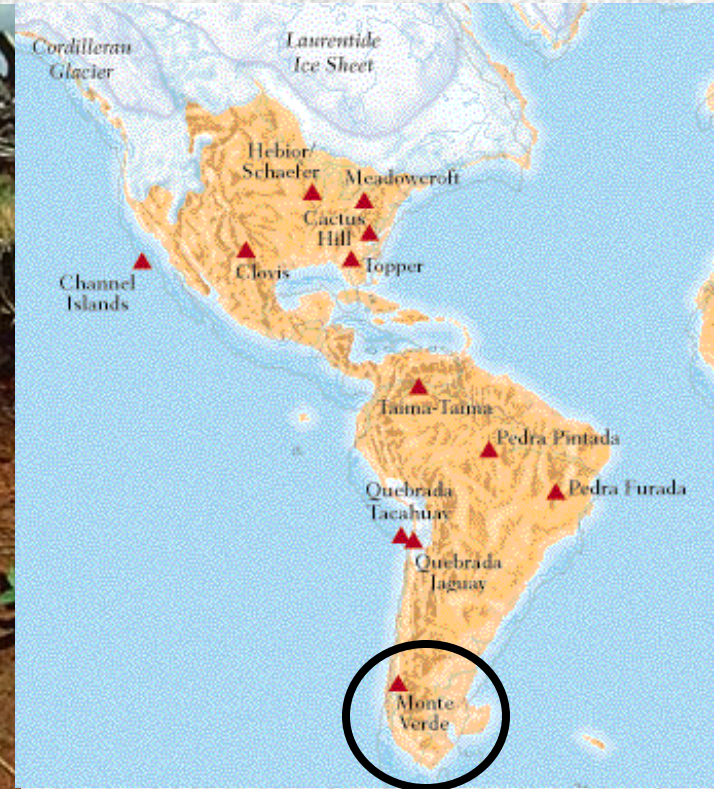 Cordilleran
Glacier
Laurentide
Ice Sheet
Hebior/
Schaefer
Meadowcroft
Cactus
Hill
Clovis
Topper
Channel
Islands
Taima-Taima
Pedra Pintada
Pedra Furada
Quebrada
Tacahuay
Quebrada
Jaguay
Monte
Verde